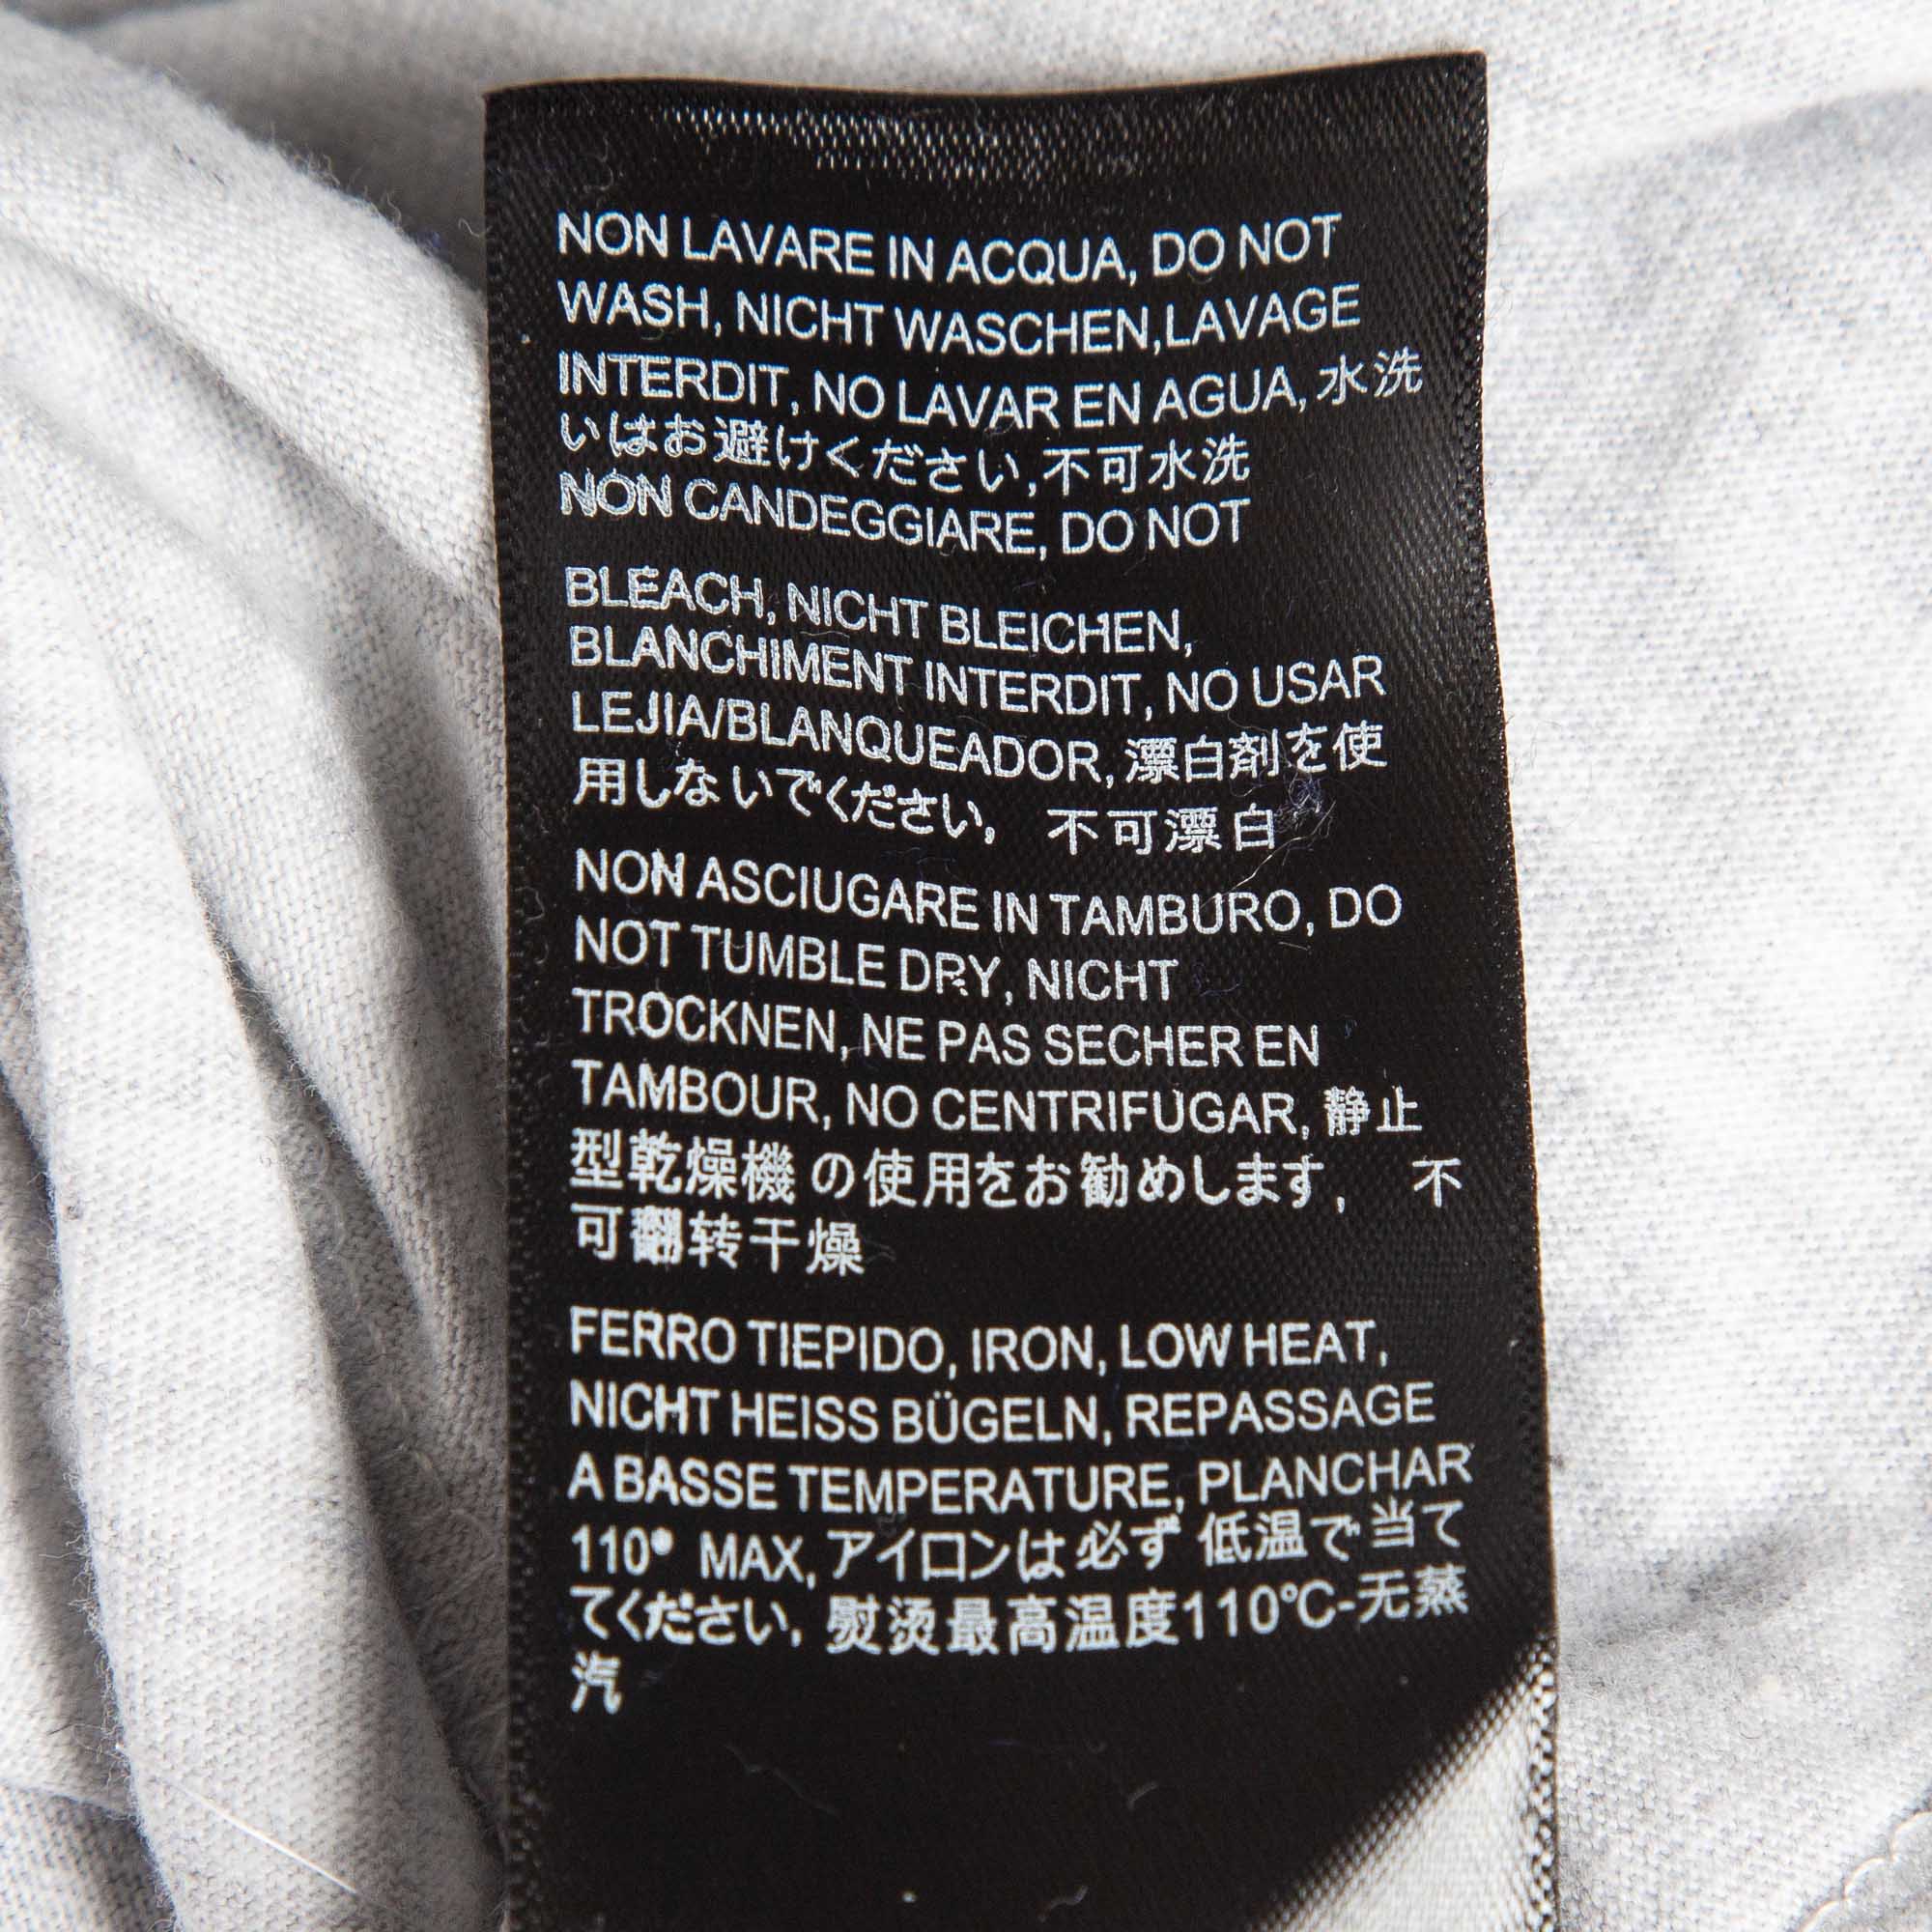 NON LAVARE IN ACQUA, DO NOT
WASH, NICHT WASCHEN,LAVAGE
INTERDIT, NO LAVAR EN AGUA, 水洗
いはお避けください,不可水洗
NON CANDEGGIARE, DO NOT
BLEACH, NICHT BLEICHEN,
BLANCHIMENT INTERDIT, NO USAR
LEJIA/BLANQUEADOR, 漂白剤を使
用しないでください, 不可漂白
NON ASCIUGARE IN TAMBURO, DO
NOT TUMBLE DRY, NICHT
TROCKNEN, NE PAS SECHER EN
TAMBOUR, NO CENTRIFUGAR, 静止
型乾燥機の使用をお勧めします, 不
可翻转干燥
FERRO TIEPIDO, IRON, LOW HEAT,
NICHT HEISS BÜGELN, REPASSAGE
A BASSE TEMPERATURE, PLANCHAR
110° MAX, アイロンは必ず 低温で当て
てください, 熨烫最高温度110℃-无蒸
汽